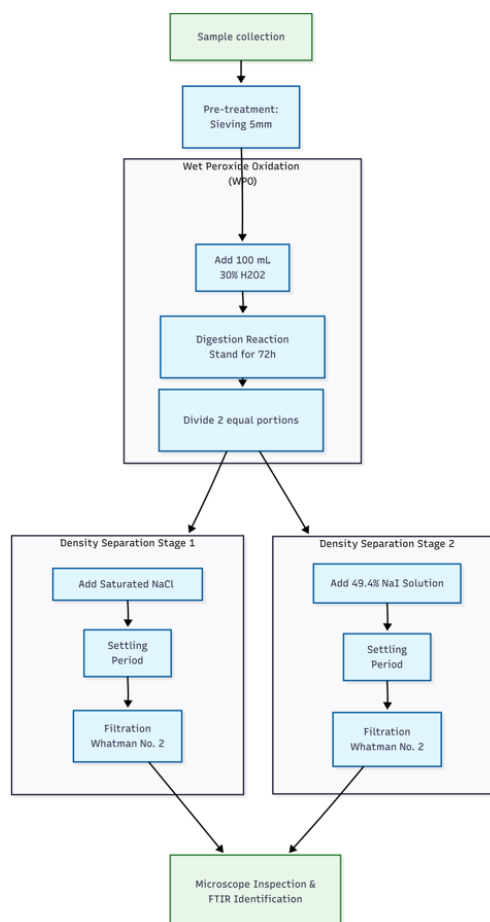 Sample collection
Pre-treatment:
Sieving 5mm
Wet Peroxide Oxidation
(WPO)
Add 100 mL
30% H2O2
Digestion Reaction
Stand for 72h
Divide 2 equal portions
Density Separation Stage 1
Add Saturated NaCl
Settling
Period
Filtration
Whatman No. 2
Density Separation Stage 2
Add 49.4% NaI Solution
Settling
Period
Filtration
Whatman No. 2
Microscope Inspection &
FTIR Identification